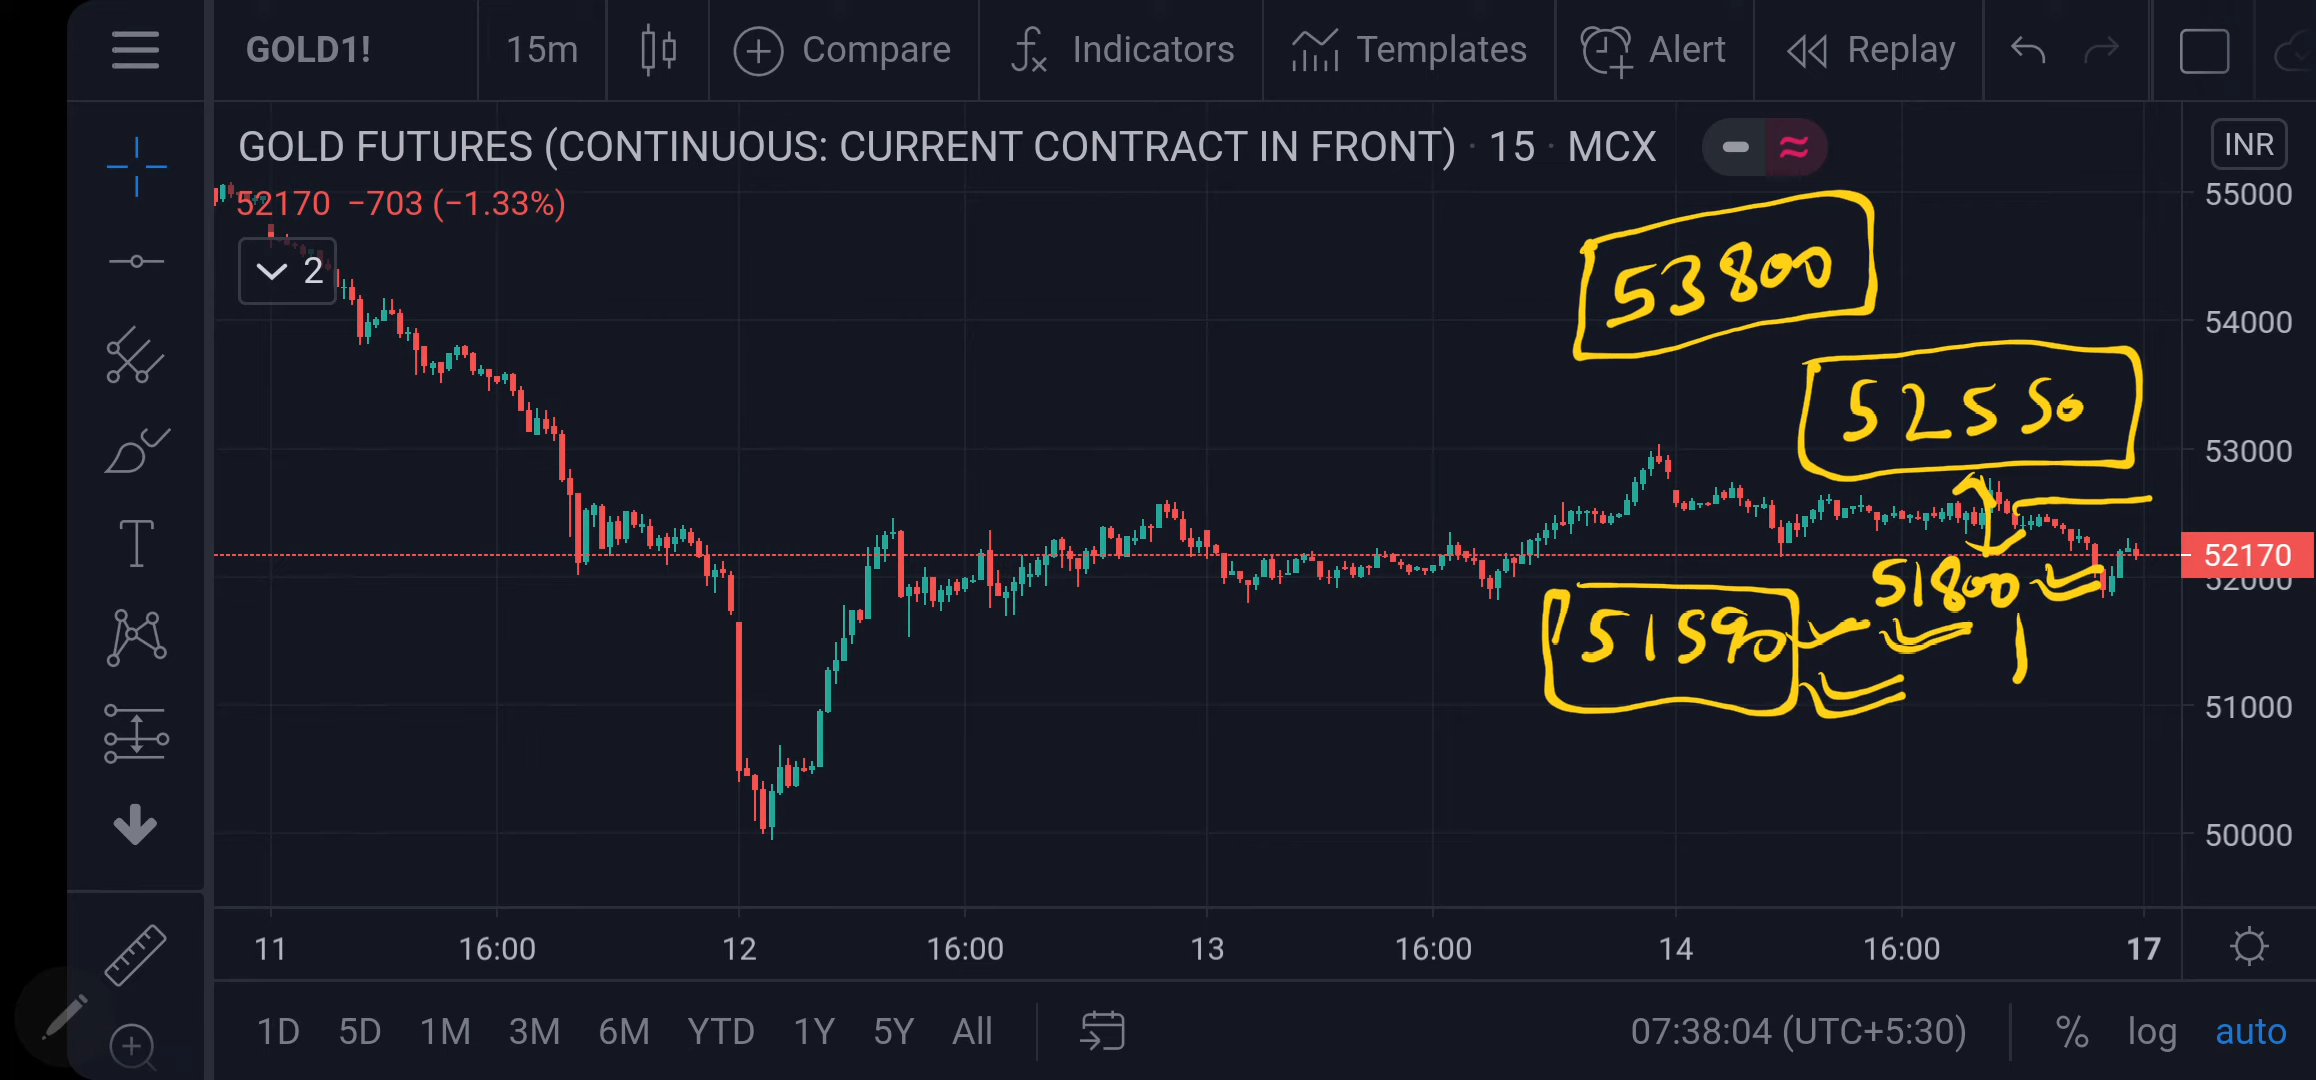 GOLD1! 15m Compare Indicators Templates Alert Replay
GOLD FUTURES (CONTINUOUS: CURRENT CONTRACT IN FRONT) · 15 · MCX
INR
52170 −703 (−1.33%)
2
55000
54000
53000
52170
52000
51000
50000
53800
52550
51800
51590
11 16:00 12 16:00 13 16:00 14 16:00 17
1D 5D 1M 3M 6M YTD 1Y 5Y All 07:38:04 (UTC+5:30) % log auto